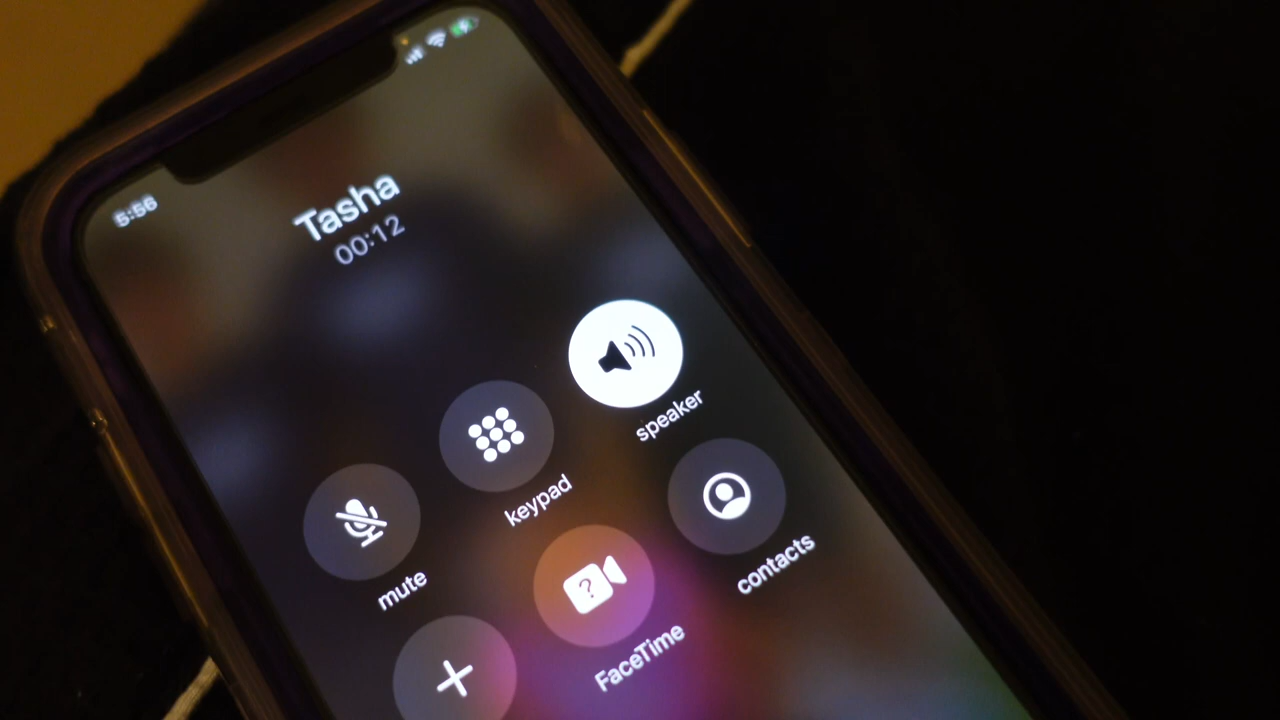 5:56
Tasha
00:12
mute
keypad
speaker
?
FaceTime
contacts